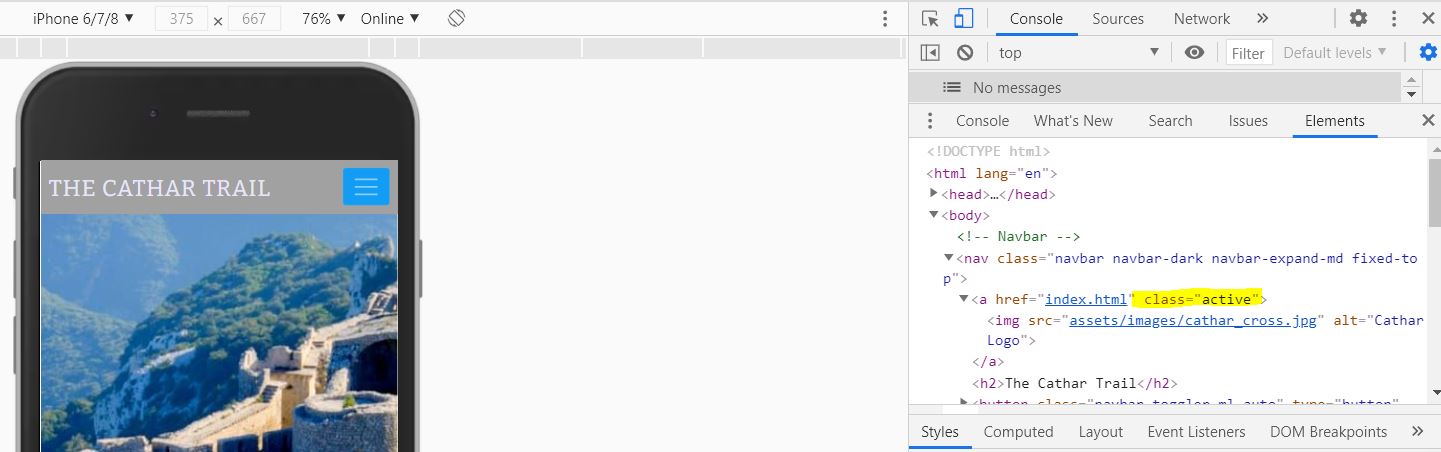 iPhone 6/7/8 ▼ 375 × 667 76% ▼ Online ▼
Console Sources Network »
top ▼ Filter Default levels ▼
No messages
Console What's New Search Issues Elements
<!DOCTYPE html>
<html lang="en">
<head>…</head>
<body>
<!-- Navbar -->
<nav class="navbar navbar-dark navbar-expand-md fixed-to
p">
<a href="index.html" class="active">
<img src="assets/images/cathar_cross.jpg" alt="Cathar
Logo">
</a>
<h2>The Cathar Trail</h2>
<button class="navbar-toggler ml-auto" type="button"
Styles Computed Layout Event Listeners DOM Breakpoints »
THE CATHAR TRAIL